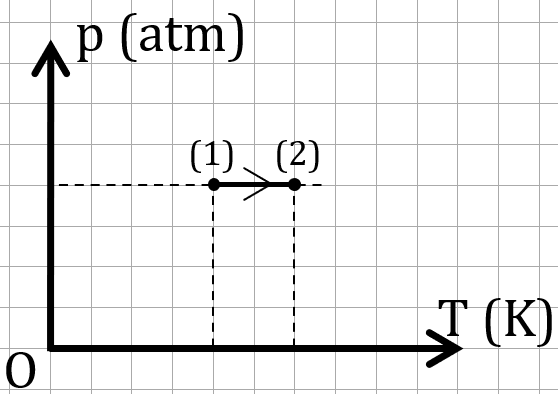 p (atm)
(1) (2)
T (K)
O